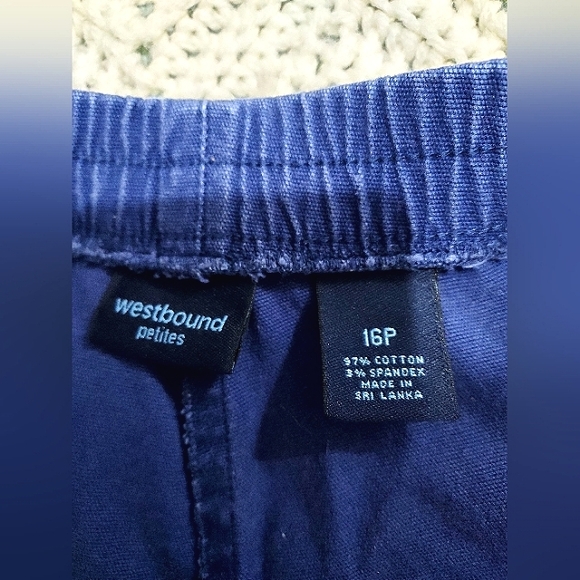 westbound
petites
16P
97% COTTON
3% SPANDEX
MADE IN
SRI LANKA